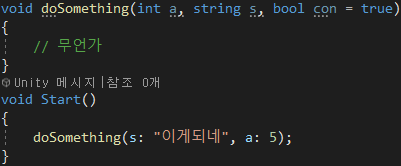 void doSomething(int a, string s, bool con = true)
{
// 무언가
}
Unity 메시지|참조 0개
void Start()
{
doSomething(s: "이게되네", a: 5);
}